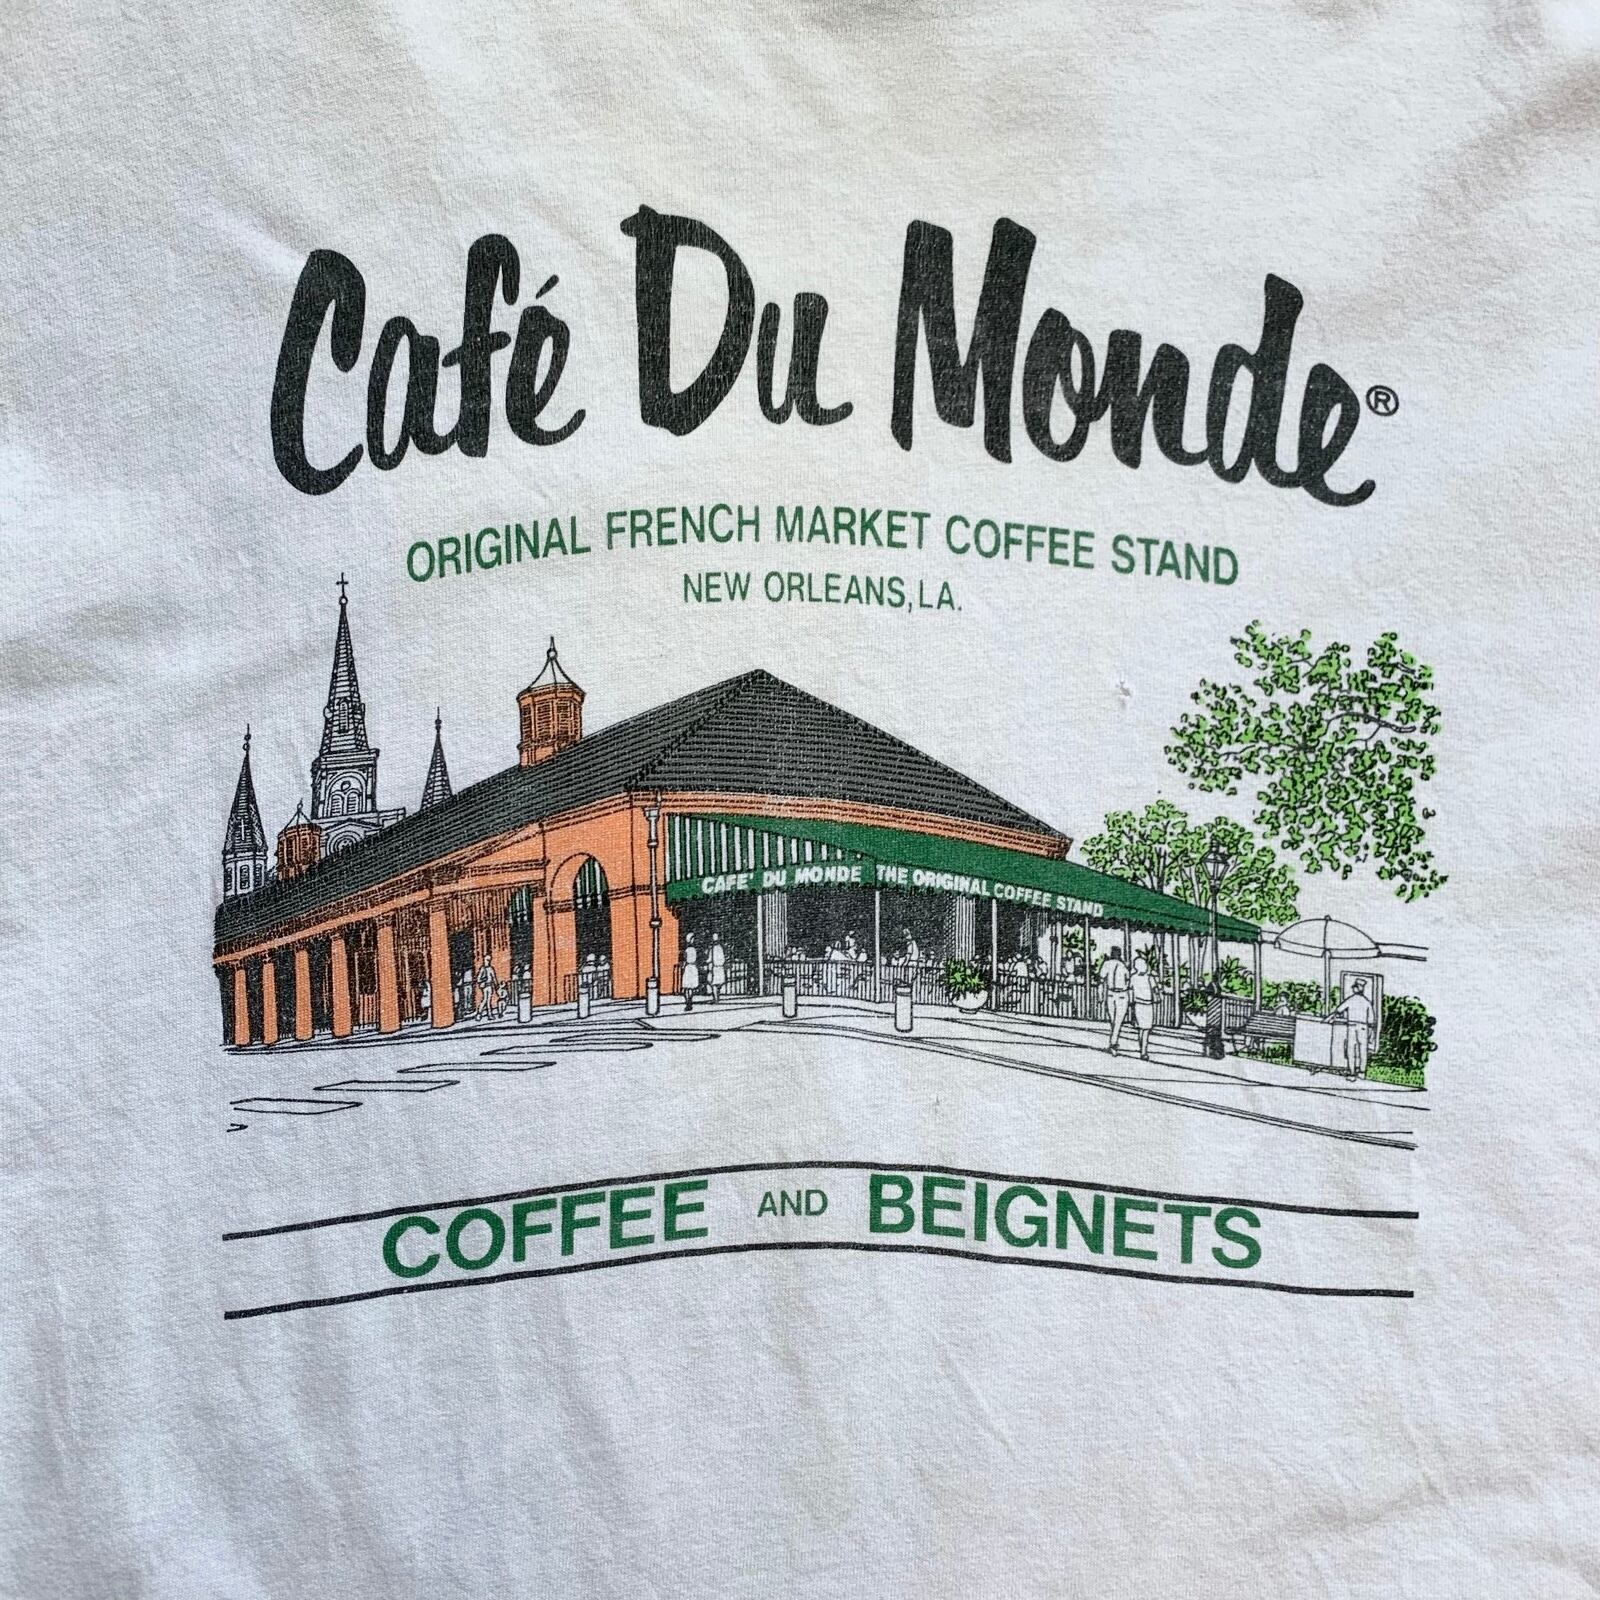 Café Du Monde®
ORIGINAL FRENCH MARKET COFFEE STAND
NEW ORLEANS, LA.
CAFE' DU MONDE THE ORIGINAL COFFEE STAND
COFFEE AND BEIGNETS